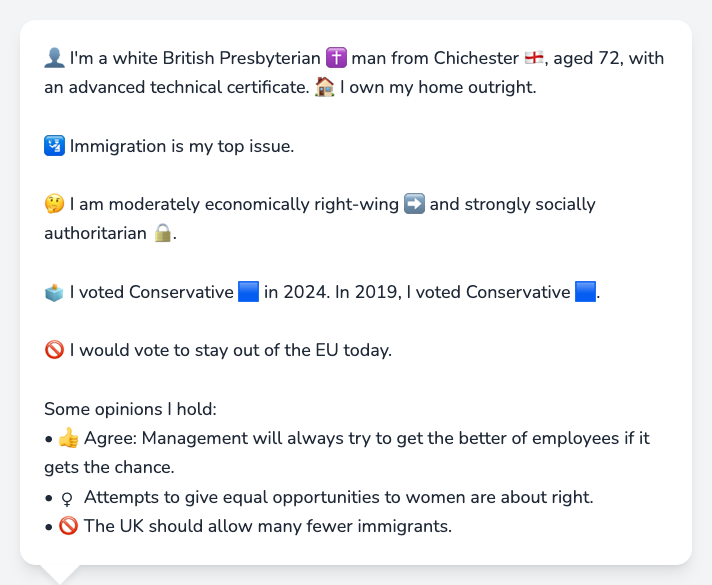 👤 I'm a white British Presbyterian ✝️ man from Chichester 🏴󠁧󠁢󠁥󠁮󠁧󠁿, aged 72, with
an advanced technical certificate. 🏠 I own my home outright.
🛂 Immigration is my top issue.
🤔 I am moderately economically right-wing ➡️ and strongly socially
authoritarian 🔒.
🗳️ I voted Conservative 🟦 in 2024. In 2019, I voted Conservative 🟦.
🚫 I would vote to stay out of the EU today.
Some opinions I hold:
• 👍 Agree: Management will always try to get the better of employees if it
gets the chance.
• ♀ Attempts to give equal opportunities to women are about right.
• 🚫 The UK should allow many fewer immigrants.